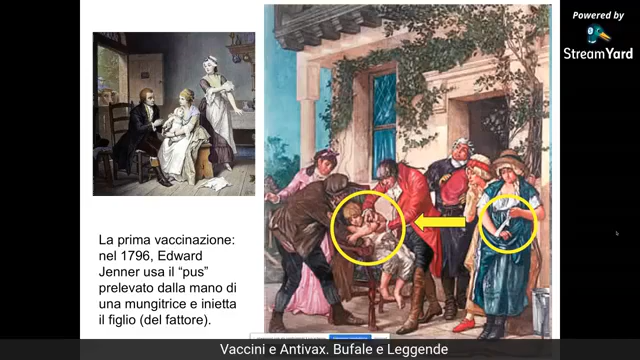 Powered by
StreamYard
La prima vaccinazione:
nel 1796, Edward
Jenner usa il “pus”
prelevato dalla mano di
una mungitrice e inietta
il figlio (del fattore).
Vaccini e Antivax. Bufale e Leggende